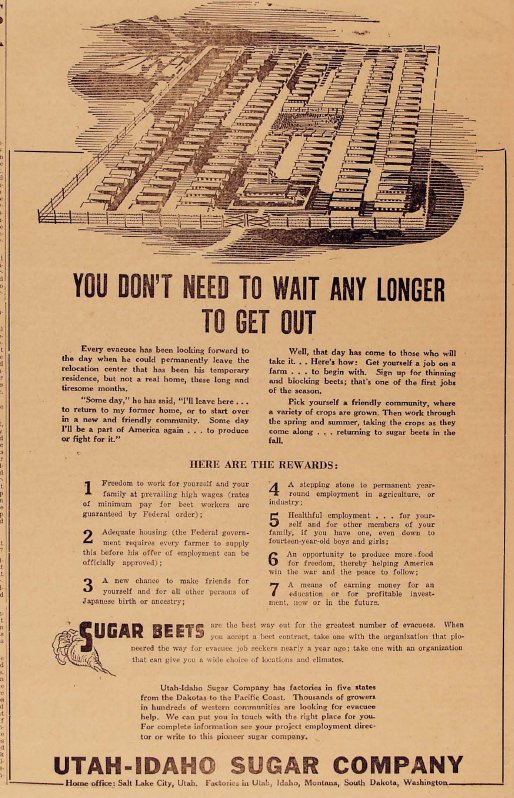 YOU DON'T NEED TO WAIT ANY LONGER
TO GET OUT
Every evacuee has been looking forward to
the day when he could permanently leave the
relocation center that has been his temporary
residence, but not a real home, these long and
tiresome months.
"Some day," he has said, "I'll leave here . . .
to return to my former home, or to start over
in a new and friendly community. Some day
I'll be a part of America again . . . to produce
or fight for it."
Well, that day has come to those who will
take it. . . Here's how: Get yourself a job on a
farm . . . to begin with. Sign up for thinning
and blocking beets; that's one of the first jobs
of the season.
Pick yourself a friendly community, where
a variety of crops are grown. Then work through
the spring and summer, taking the crops as they
come along . . . returning to sugar beets in the
fall.
HERE ARE THE REWARDS:
1 Freedom to work for yourself and your
family at prevailing high wages (rates
of minimum pay for beet workers are
guaranteed by Federal order);
2 Adequate housing (the Federal govern-
ment requires every farmer to supply
this before his offer of employment can be
officially approved);
3 A new chance to make friends for
yourself and for all other persons of
Japanese birth or ancestry;
4 A stepping stone to permanent year-
round employment in agriculture, or
industry;
5 Healthful employment . . . for your-
self and for other members of your
family, if you have one, even down to
fourteen-year-old boys and girls;
6 An opportunity to produce more food
for freedom, thereby helping America
win the war and the peace to follow;
7 A means of earning money for an
education or for profitable invest-
ment, now or in the future.
SUGAR BEETS are the best way out for the greatest number of evacuees. When
you accept a beet contract, take one with the organization that pio-
neered the way for evacuee job seekers nearly a year ago; take one with an organization
that can give you a wide choice of locations and climates.
Utah-Idaho Sugar Company has factories in five states
from the Dakotas to the Pacific Coast. Thousands of growers
in hundreds of western communities are looking for evacuee
help. We can put you in touch with the right place for you.
For complete information see your project employment direc-
tor or write to this pioneer sugar company.
UTAH-IDAHO SUGAR COMPANY
Home office: Salt Lake City, Utah. Factories in Utah, Idaho, Montana, South Dakota, Washington